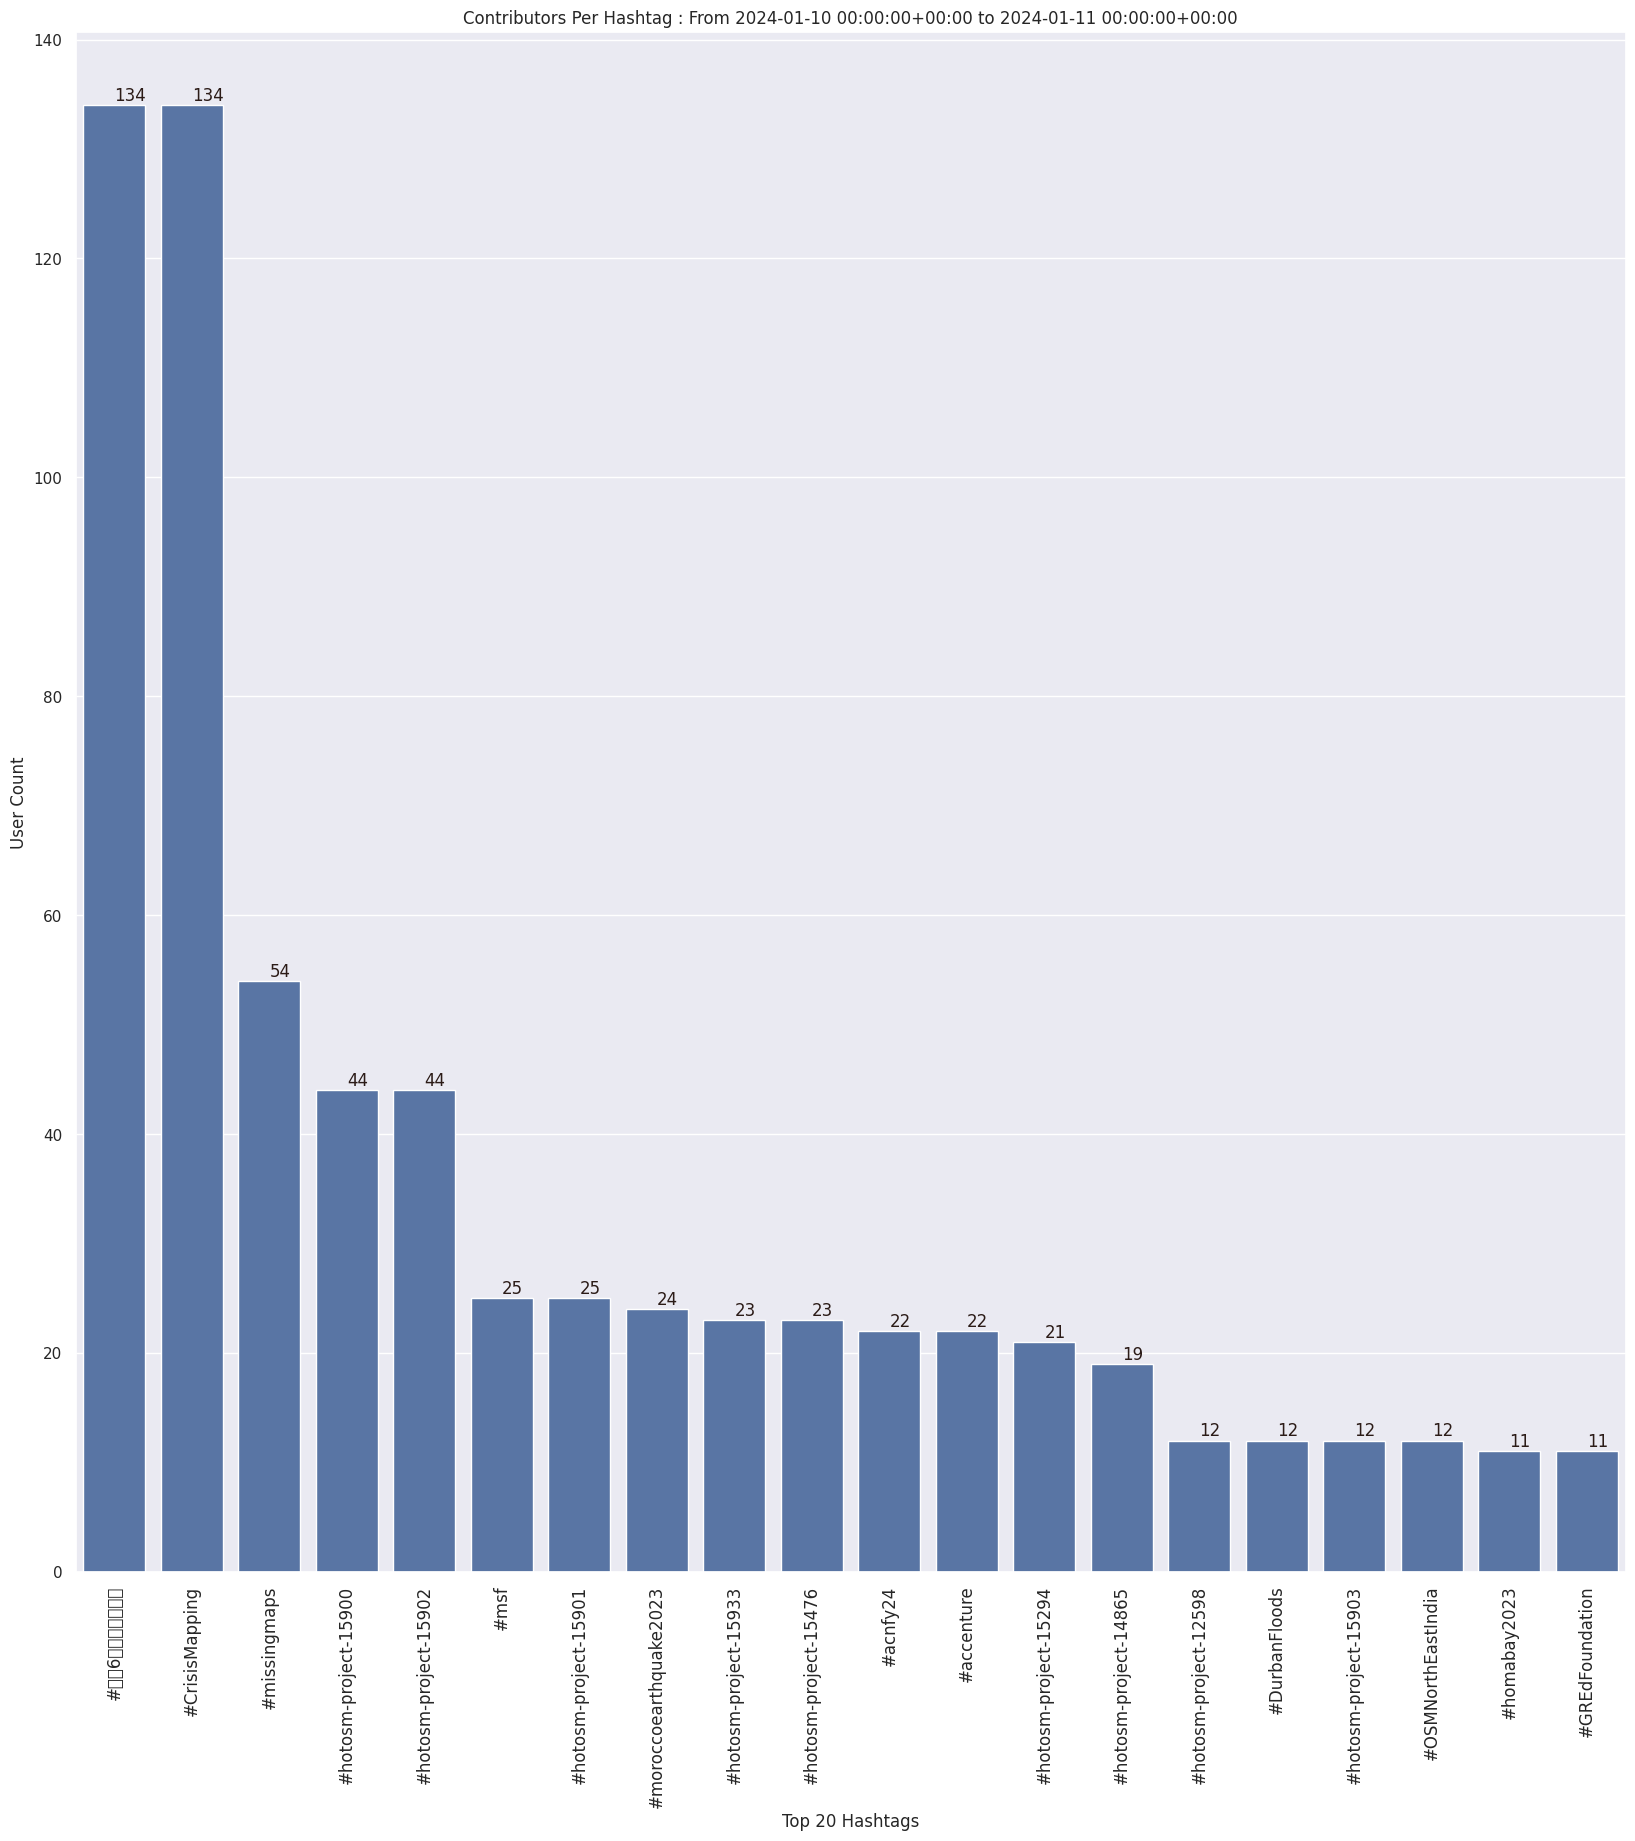 Contributors Per Hashtag : From 2024-01-10 00:00:00+00:00 to 2024-01-11 00:00:00+00:00
User Count
140
120
100
80
60
40
20
0
134
134
54
44
44
25
25
24
23
23
22
22
21
19
12
12
12
12
11
11
#CrisisMapping
#missingmaps
#hotosm-project-15900
#hotosm-project-15902
#msf
#hotosm-project-15901
#moroccoearthquake2023
#hotosm-project-15933
#hotosm-project-15476
#acnfy24
#accenture
#hotosm-project-15294
#hotosm-project-14865
#hotosm-project-12598
#DurbanFloods
#hotosm-project-15903
#OSMNorthEastIndia
#homabay2023
#GREdFoundation
Top 20 Hashtags